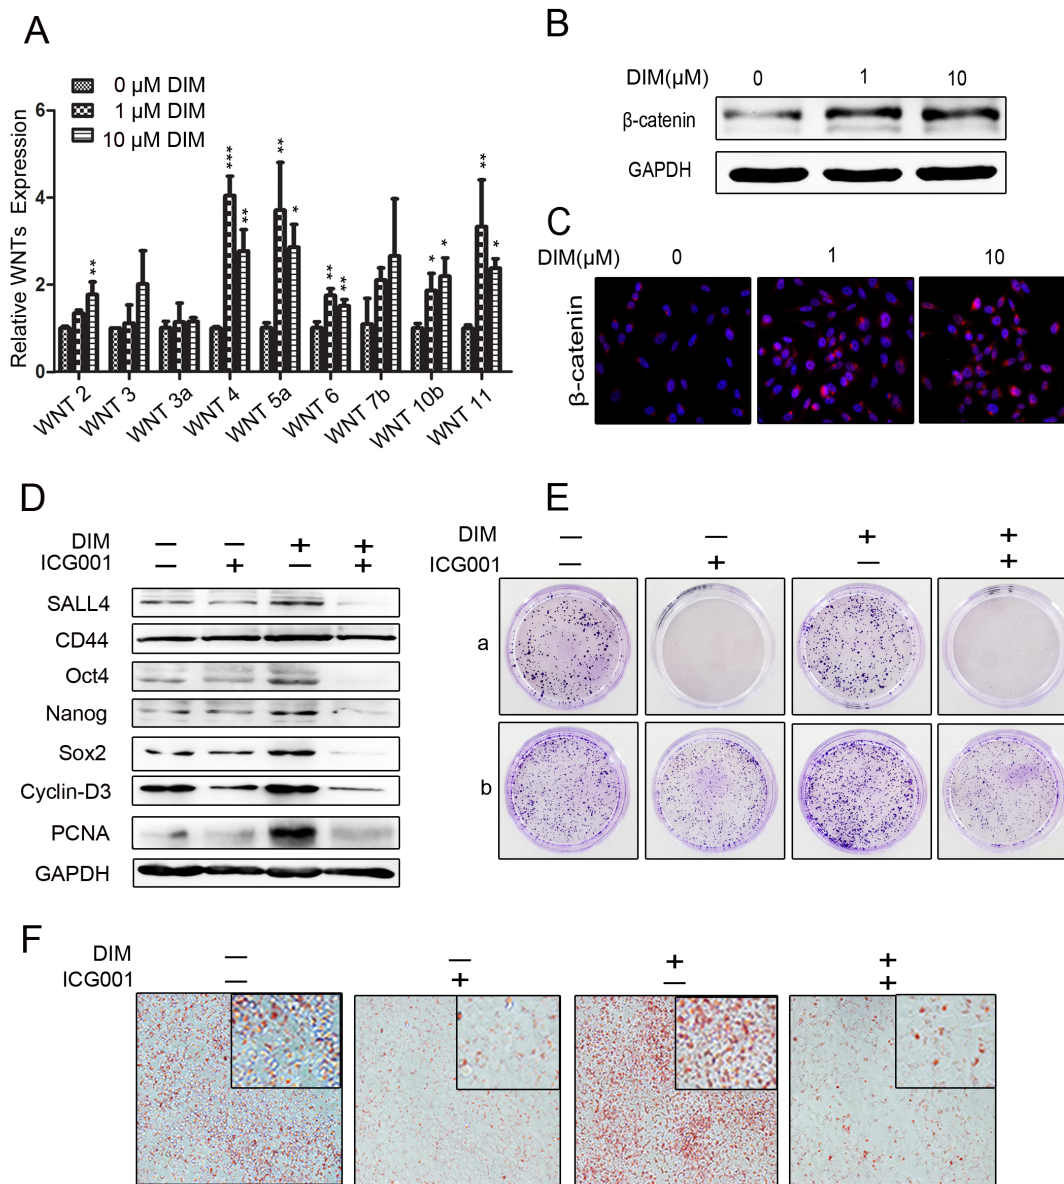 A
0 µM DIM
1 µM DIM
10 µM DIM
Relative WNTs Expression
6
4
2
0
** *** ** ** * ** ** * * ** *
WNT 2 WNT 3 WNT 3a WNT 4 WNT 5a WNT 6 WNT 7b WNT 10b WNT 11
B
DIM(µM) 0 1 10
β-catenin
GAPDH
C
DIM(µM) 0 1 10
β-catenin
D
DIM — — + +
ICG001 — + — +
SALL4
CD44
Oct4
Nanog
Sox2
Cyclin-D3
PCNA
GAPDH
E
DIM — — + +
ICG001 — + — +
a
b
F
DIM — — + +
ICG001 — + — +